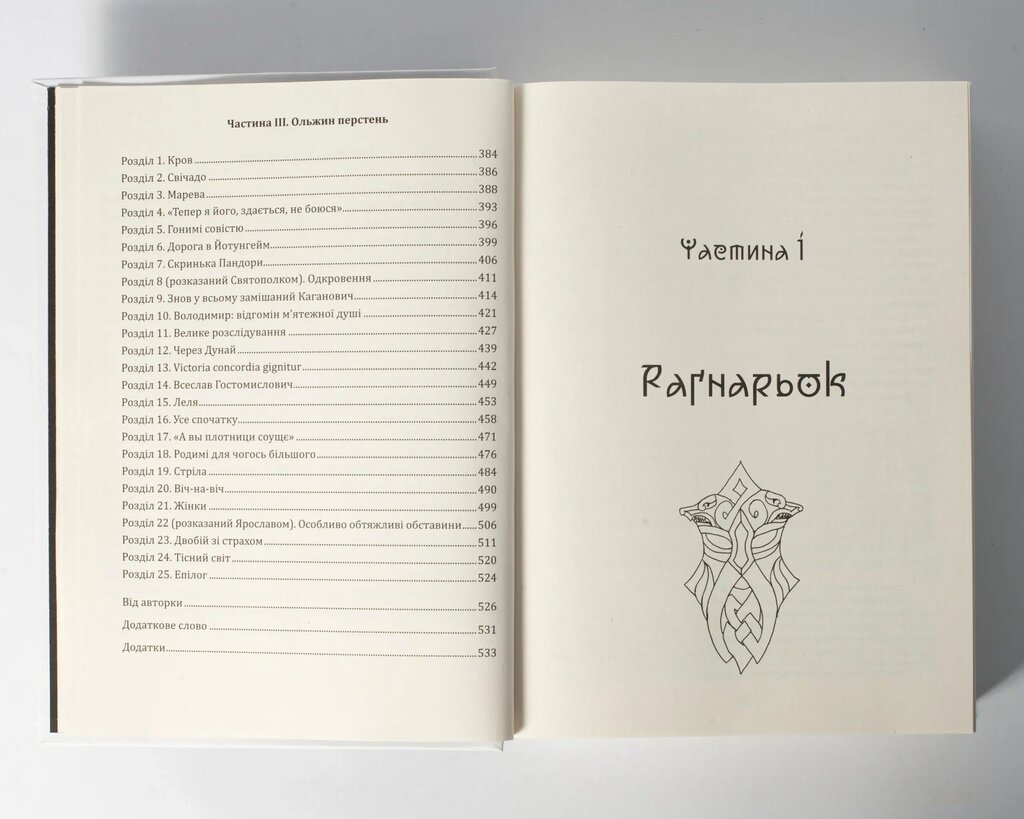 Частина III. Ольжин перстень
Розділ 1. Кров 384
Розділ 2. Свічадо 386
Розділ 3. Марева 388
Розділ 4. «Тепер я його, здається, не боюся» 393
Розділ 5. Гонимі совістю 396
Розділ 6. Дорога в Йотунгейм 399
Розділ 7. Скринька Пандори 406
Розділ 8 (розказаний Святополком). Одкровення 411
Розділ 9. Знов у всьому замішаний Каганович 414
Розділ 10. Володимир: відгомін м’ятежної душі 421
Розділ 11. Велике розслідування 427
Розділ 12. Через Дунай 439
Розділ 13. Victoria concordia gignitur 442
Розділ 14. Всеслав Гостомислович 449
Розділ 15. Леля 453
Розділ 16. Усе спочатку 458
Розділ 17. «А вы плотници соуще» 471
Розділ 18. Родимі для чогось більшого 476
Розділ 19. Стріла 484
Розділ 20. Віч-на-віч 490
Розділ 21. Жінки 499
Розділ 22 (розказаний Ярославом). Особливо обтяжливі обставини 506
Розділ 23. Двобій зі страхом 511
Розділ 24. Тісний світ 520
Розділ 25. Епілог 524
Від авторки 526
Додаткове слово 531
Додатки 533
Частина I
Раґнарьок